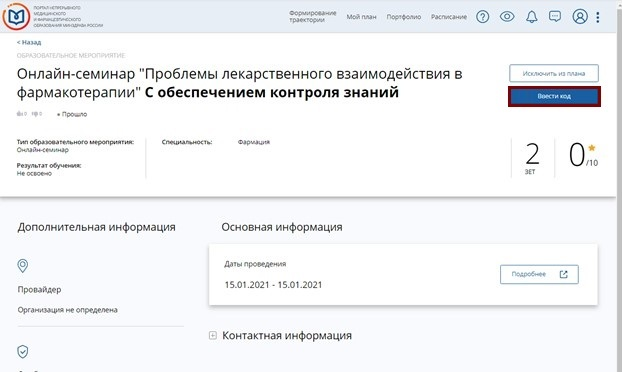 ПОРТАЛ НЕПРЕРЫВНОГО
МЕДИЦИНСКОГО
И ФАРМАЦЕВТИЧЕСКОГО
ОБРАЗОВАНИЯ МИНЗДРАВА РОССИИ
Формирование
траектории
Мой план
Портфолио
Расписание
< Назад
ОБРАЗОВАТЕЛЬНОЕ МЕРОПРИЯТИЕ
Онлайн-семинар "Проблемы лекарственного взаимодействия в
фармакотерапии" С обеспечением контроля знаний
Исключить из плана
Ввести код
0 0 • Прошло
Тип образовательного мероприятия:
Онлайн-семинар
Специальность: Фармация
Результат обучения:
Не освоено
2
ЗЕТ
0/10
Дополнительная информация
Основная информация
Даты проведения
15.01.2021 - 15.01.2021
Подробнее
Провайдер
Организация не определена
Контактная информация